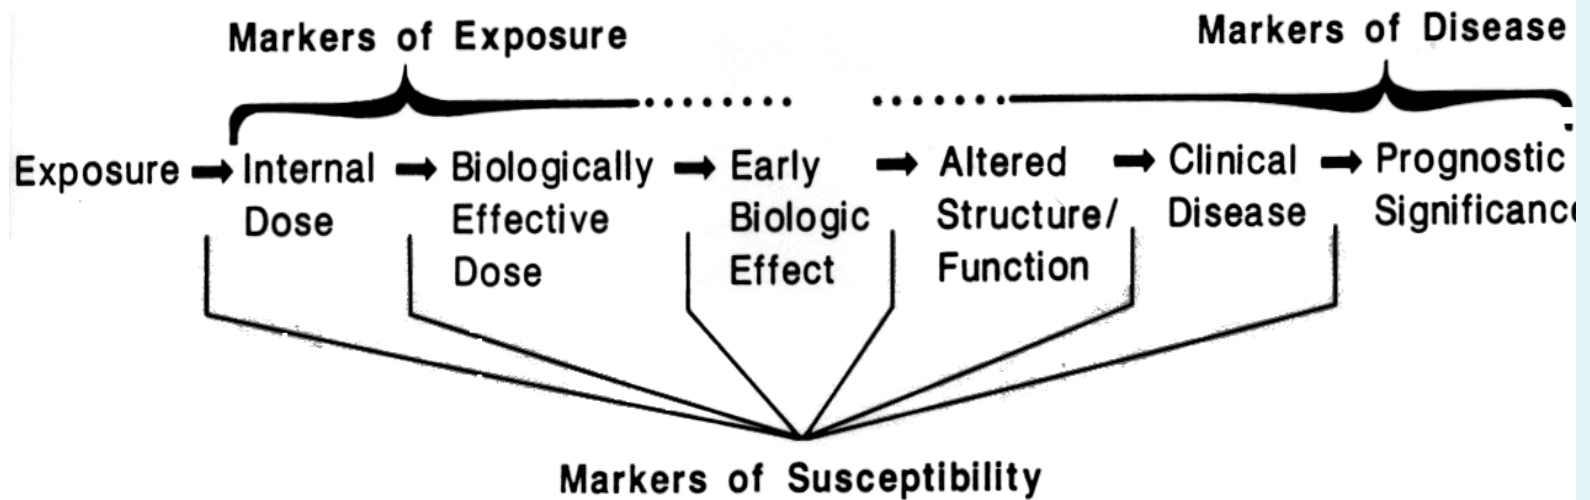 Markers of Exposure
Markers of Disease
Exposure
Internal
Dose
Biologically
Effective
Dose
Early
Biologic
Effect
Altered
Structure/
Function
Clinical
Disease
Prognostic
Significance
Markers of Susceptibility